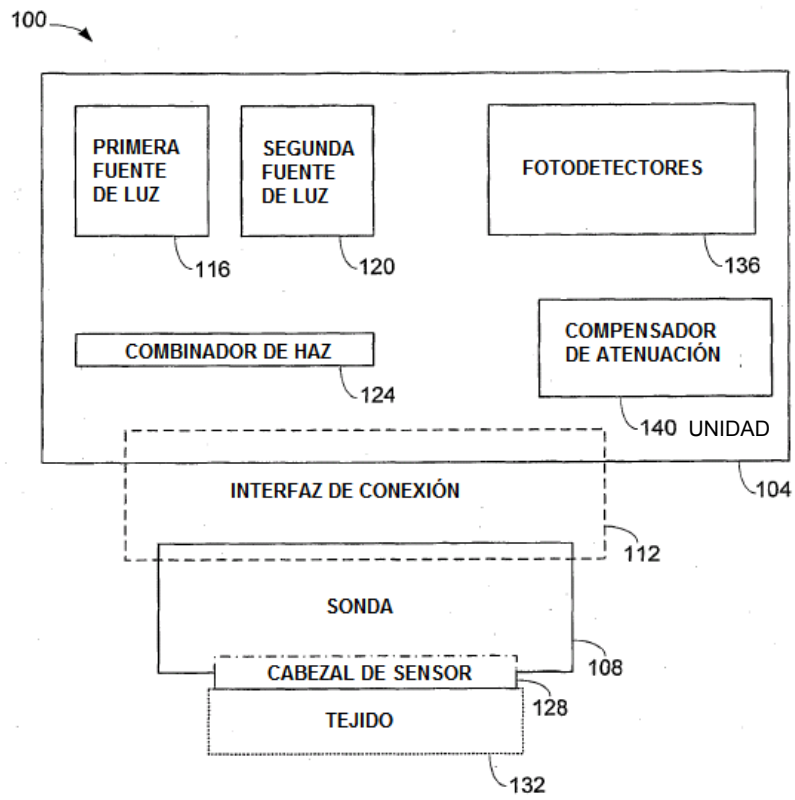 100
PRIMERA
FUENTE
DE LUZ
116
SEGUNDA
FUENTE
DE LUZ
120
FOTODETECTORES
136
COMBINADOR DE HAZ
124
COMPENSADOR
DE ATENUACIÓN
140 UNIDAD
104
INTERFAZ DE CONEXIÓN
112
SONDA
108
CABEZAL DE SENSOR
128
TEJIDO
132